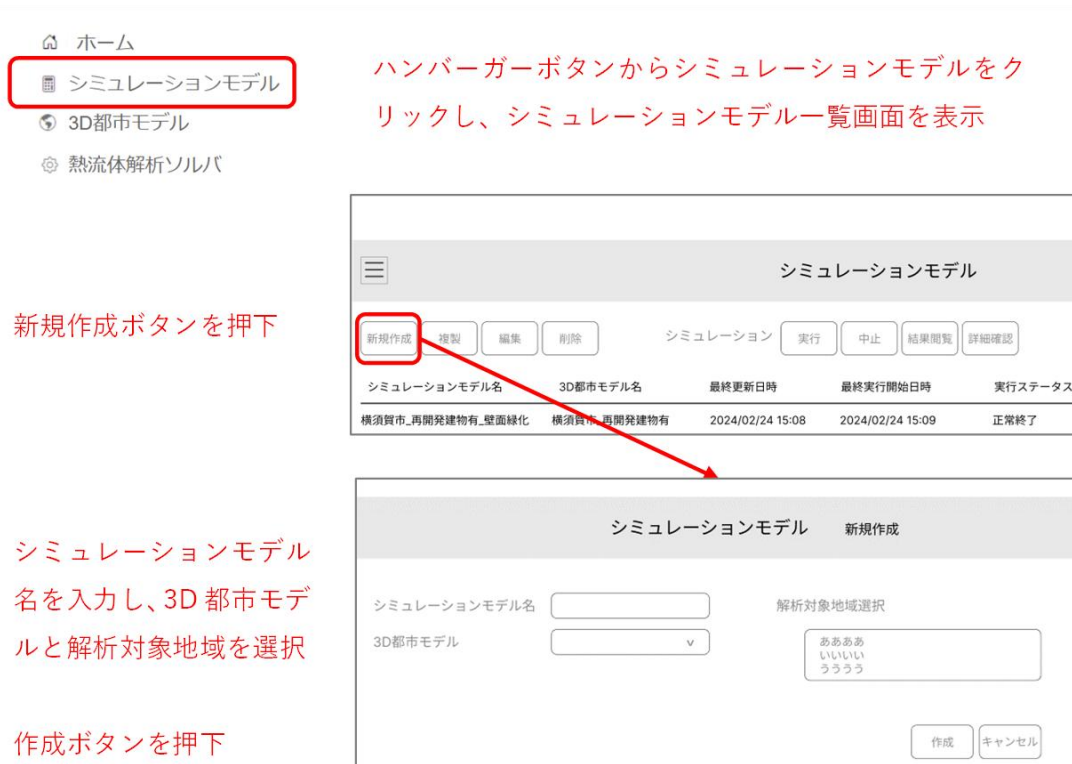 ホーム
シミュレーションモデル
3D都市モデル
熱流体解析ソルバ
ハンバーガーボタンからシミュレーションモデルをク
リックし、シミュレーションモデル一覧画面を表示
シミュレーションモデル
新規作成ボタンを押下
新規作成 複製 編集 削除 シミュレーション 実行 中止 結果閲覧 詳細確認
シミュレーションモデル名 3D都市モデル名 最終更新日時 最終実行開始日時 実行ステータス
横須賀市_再開発建物有_壁面緑化 横須賀市_再開発建物有 2024/02/24 15:08 2024/02/24 15:09 正常終了
シミュレーションモデル 新規作成
シミュレーションモデル
名を入力し、3D 都市モデ
ルと解析対象地域を選択
シミュレーションモデル名 解析対象地域選択
3D都市モデル
ああああ
いいいい
うううう
作成ボタンを押下
作成 キャンセル